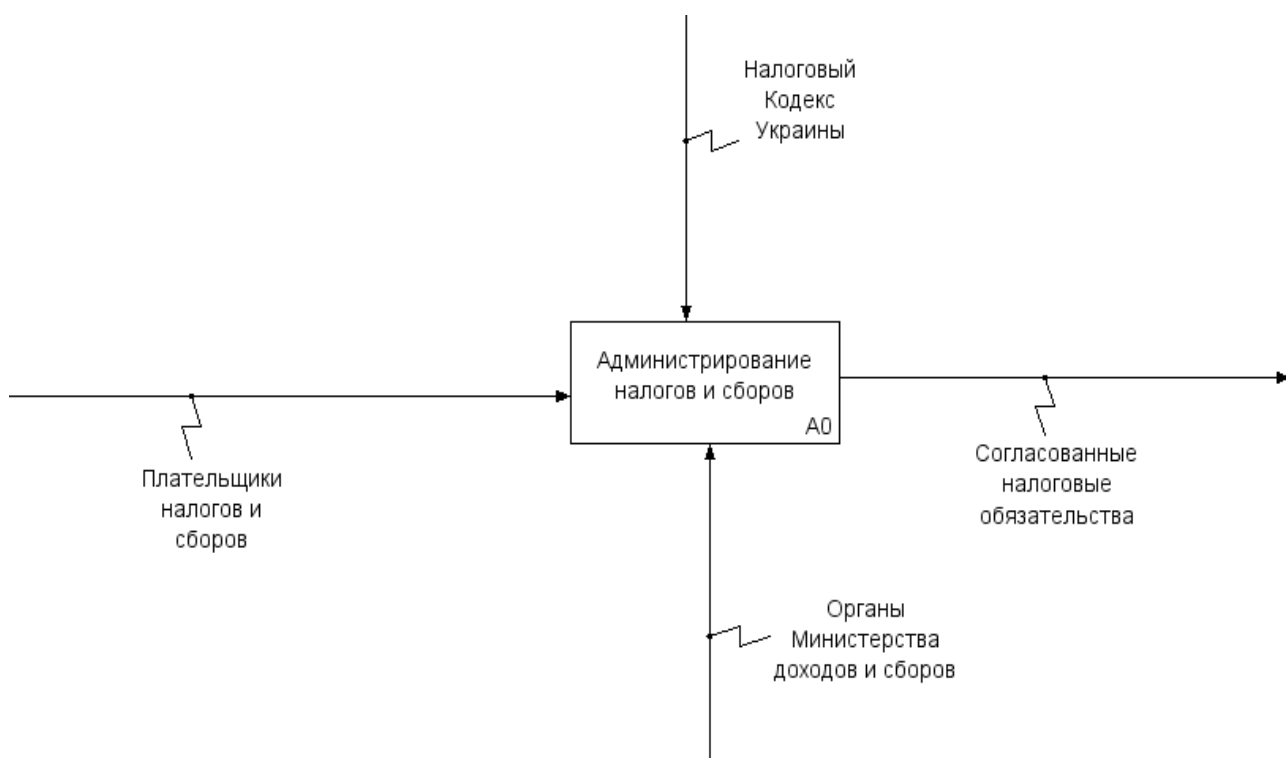 Налоговый
Кодекс
Украины
Администрирование
налогов и сборов
A0
Плательщики
налогов и
сборов
Согласованные
налоговые
обязательства
Органы
Министерства
доходов и сборов